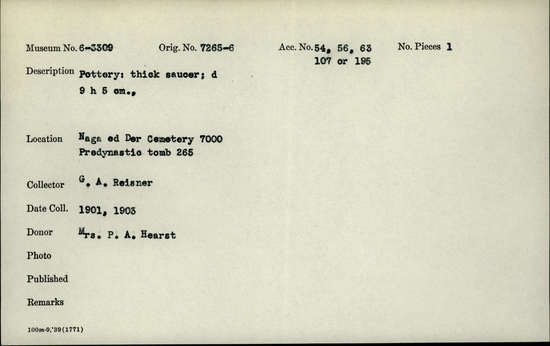 Museum No. 6-3309 Orig. No. 7265-6 Acc. No. 54, 56, 63 No. Pieces 1
107 or 195
Description Pottery: thick saucer; d
9 h 5 cm.,
Location Naga ed Der Cemetery 7000
Predynastic tomb 265
Collector G. A. Reisner
Date Coll. 1901, 1903
Donor Mrs. P. A. Hearst
Photo
Published
Remarks
100m-9,'39(1771)